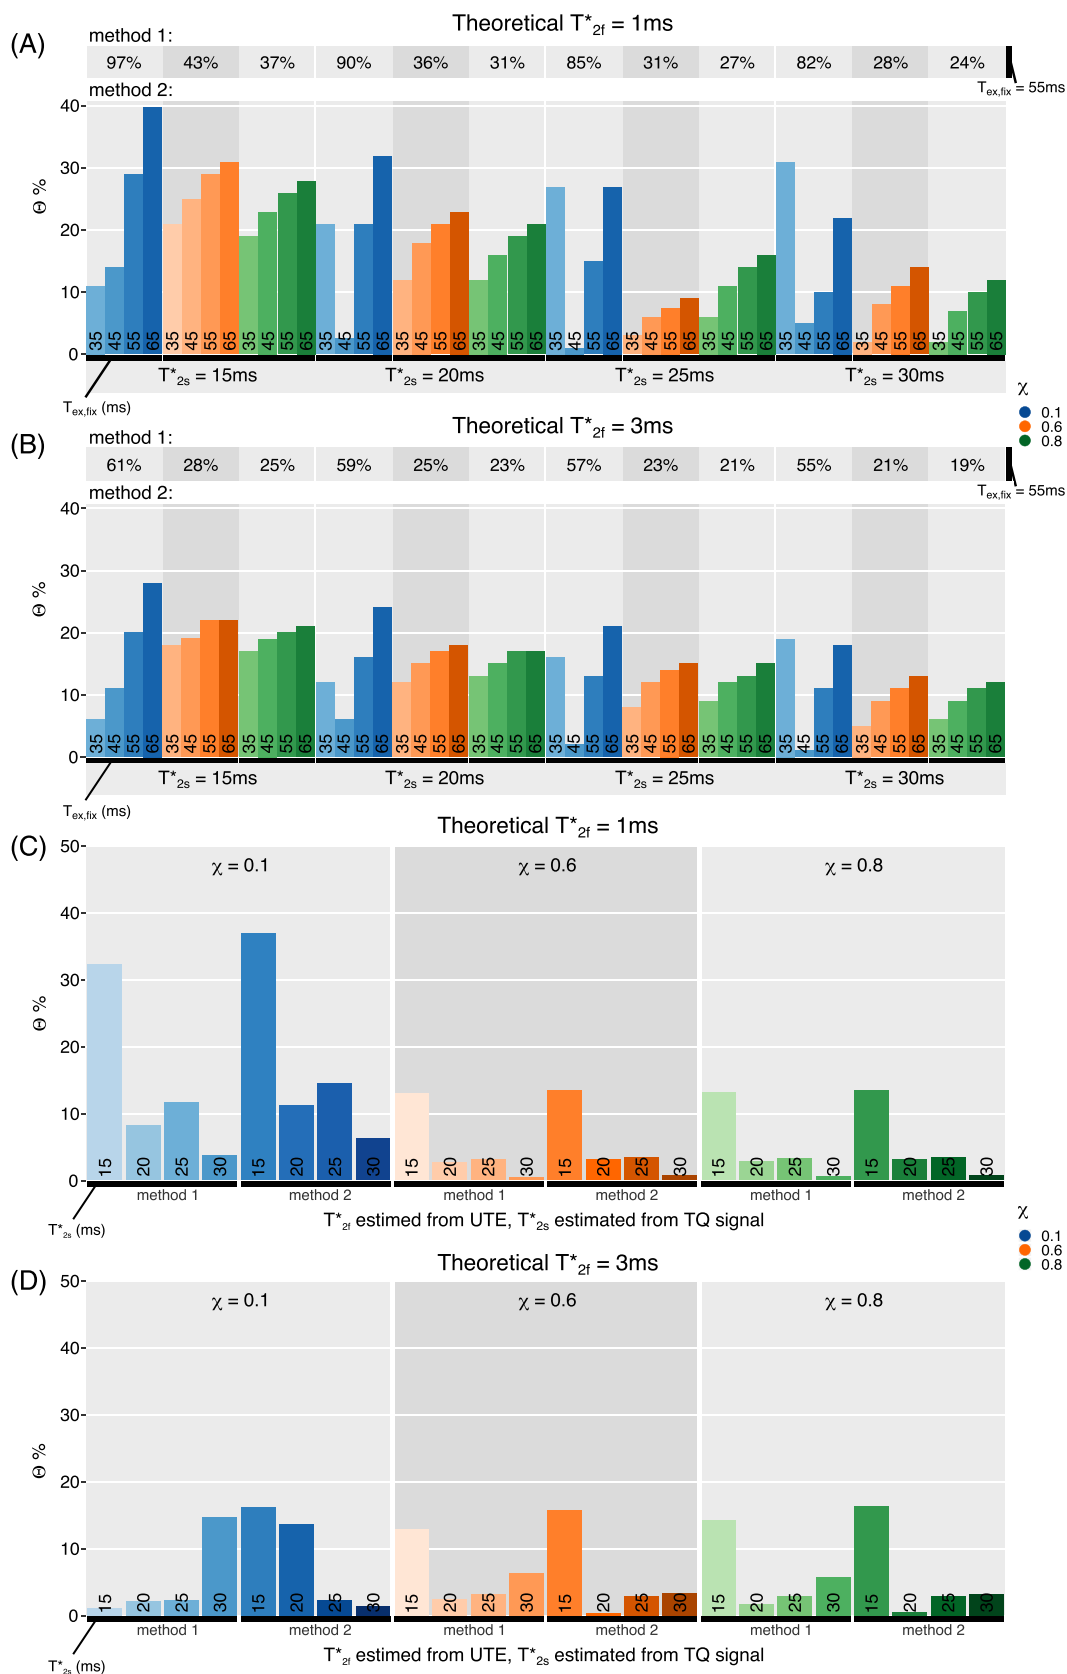 (A)
Theoretical T*2f = 1ms
method 1:
97% 43% 37% 90% 36% 31% 85% 31% 27% 82% 28% 24%
Tex,fix = 55ms
method 2:
40
30
20
10
0
Θ %
35 45 55 65 35 45 55 65 35 45 55 65 35 45 55 65 35 45 55 65 35 45 55 65 35 45 55 65 35 45 55 65 35 45 55 65 35 45 55 65 35 45 55 65 35 45 55 65
T*2s = 15ms T*2s = 20ms T*2s = 25ms T*2s = 30ms
Tex,fix (ms)
χ
0.1
0.6
0.8
(B)
Theoretical T*2f = 3ms
method 1:
61% 28% 25% 59% 25% 23% 57% 23% 21% 55% 21% 19%
Tex,fix = 55ms
method 2:
40
30
20
10
0
Θ %
35 45 55 65 35 45 55 65 35 45 55 65 35 45 55 65 35 45 55 65 35 45 55 65 35 45 55 65 35 45 55 65 35 45 55 65 35 45 55 65 35 45 55 65 35 45 55 65
T*2s = 15ms T*2s = 20ms T*2s = 25ms T*2s = 30ms
Tex,fix (ms)
(C)
Theoretical T*2f = 1ms
χ = 0.1 χ = 0.6 χ = 0.8
50
40
30
20
10
0
Θ %
15 20 25 30 15 20 25 30 15 20 25 30 15 20 25 30 15 20 25 30 15 20 25 30
method 1 method 2 method 1 method 2 method 1 method 2
T*2s (ms)
T*2f estimed from UTE, T*2s estimated from TQ signal
χ
0.1
0.6
0.8
(D)
Theoretical T*2f = 3ms
χ = 0.1 χ = 0.6 χ = 0.8
50
40
30
20
10
0
Θ %
15 20 25 30 15 20 25 30 15 20 25 30 15 20 25 30 15 20 25 30 15 20 25 30
method 1 method 2 method 1 method 2 method 1 method 2
T*2s (ms)
T*2f estimed from UTE, T*2s estimated from TQ signal